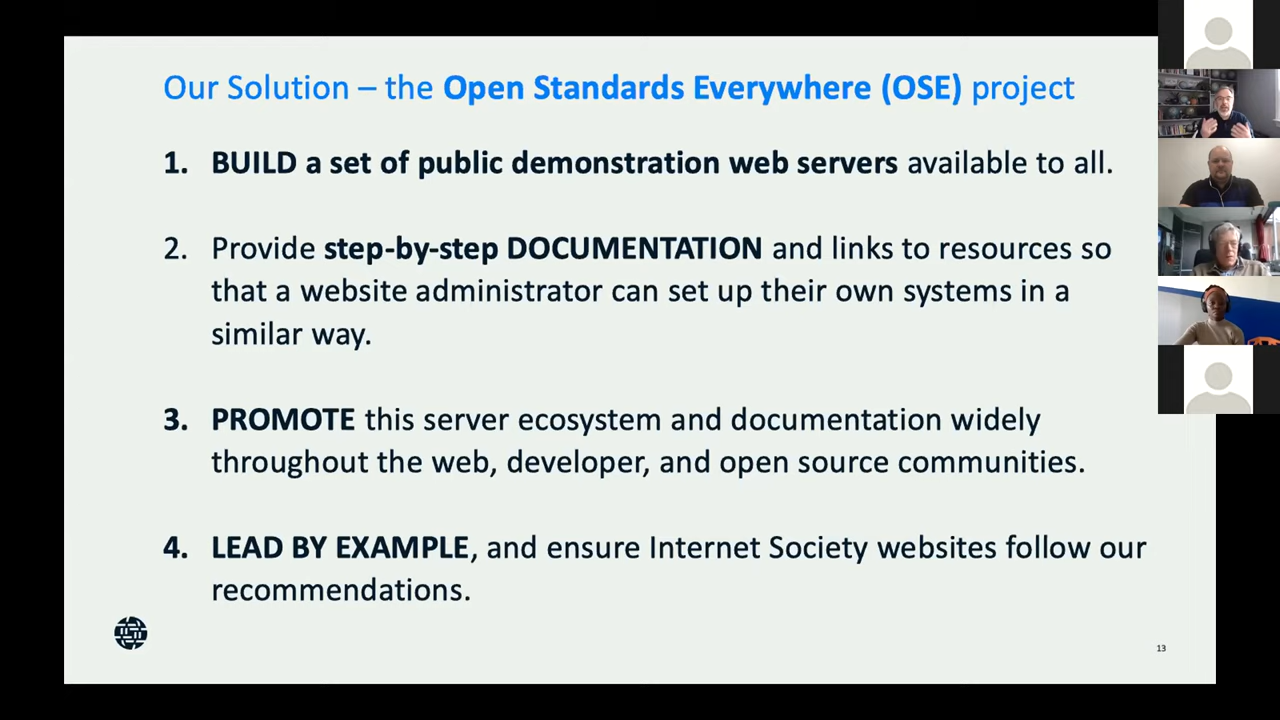 Our Solution – the Open Standards Everywhere (OSE) project
1. BUILD a set of public demonstration web servers available to all.
2. Provide step-by-step DOCUMENTATION and links to resources so
that a website administrator can set up their own systems in a
similar way.
3. PROMOTE this server ecosystem and documentation widely
throughout the web, developer, and open source communities.
4. LEAD BY EXAMPLE, and ensure Internet Society websites follow our
recommendations.
13